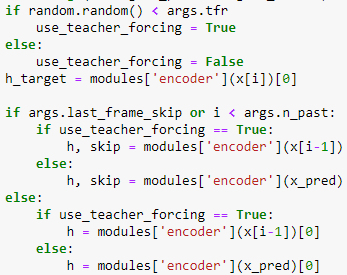 if random.random() < args.tfr
    use_teacher_forcing = True
else:
    use_teacher_forcing = False
h_target = modules['encoder'](x[i])[0]

if args.last_frame_skip or i < args.n_past:
    if use_teacher_forcing == True:
        h, skip = modules['encoder'](x[i-1])
    else:
        h, skip = modules['encoder'](x_pred)
else:
    if use_teacher_forcing == True:
        h = modules['encoder'](x[i-1])[0]
    else:
        h = modules['encoder'](x_pred)[0]